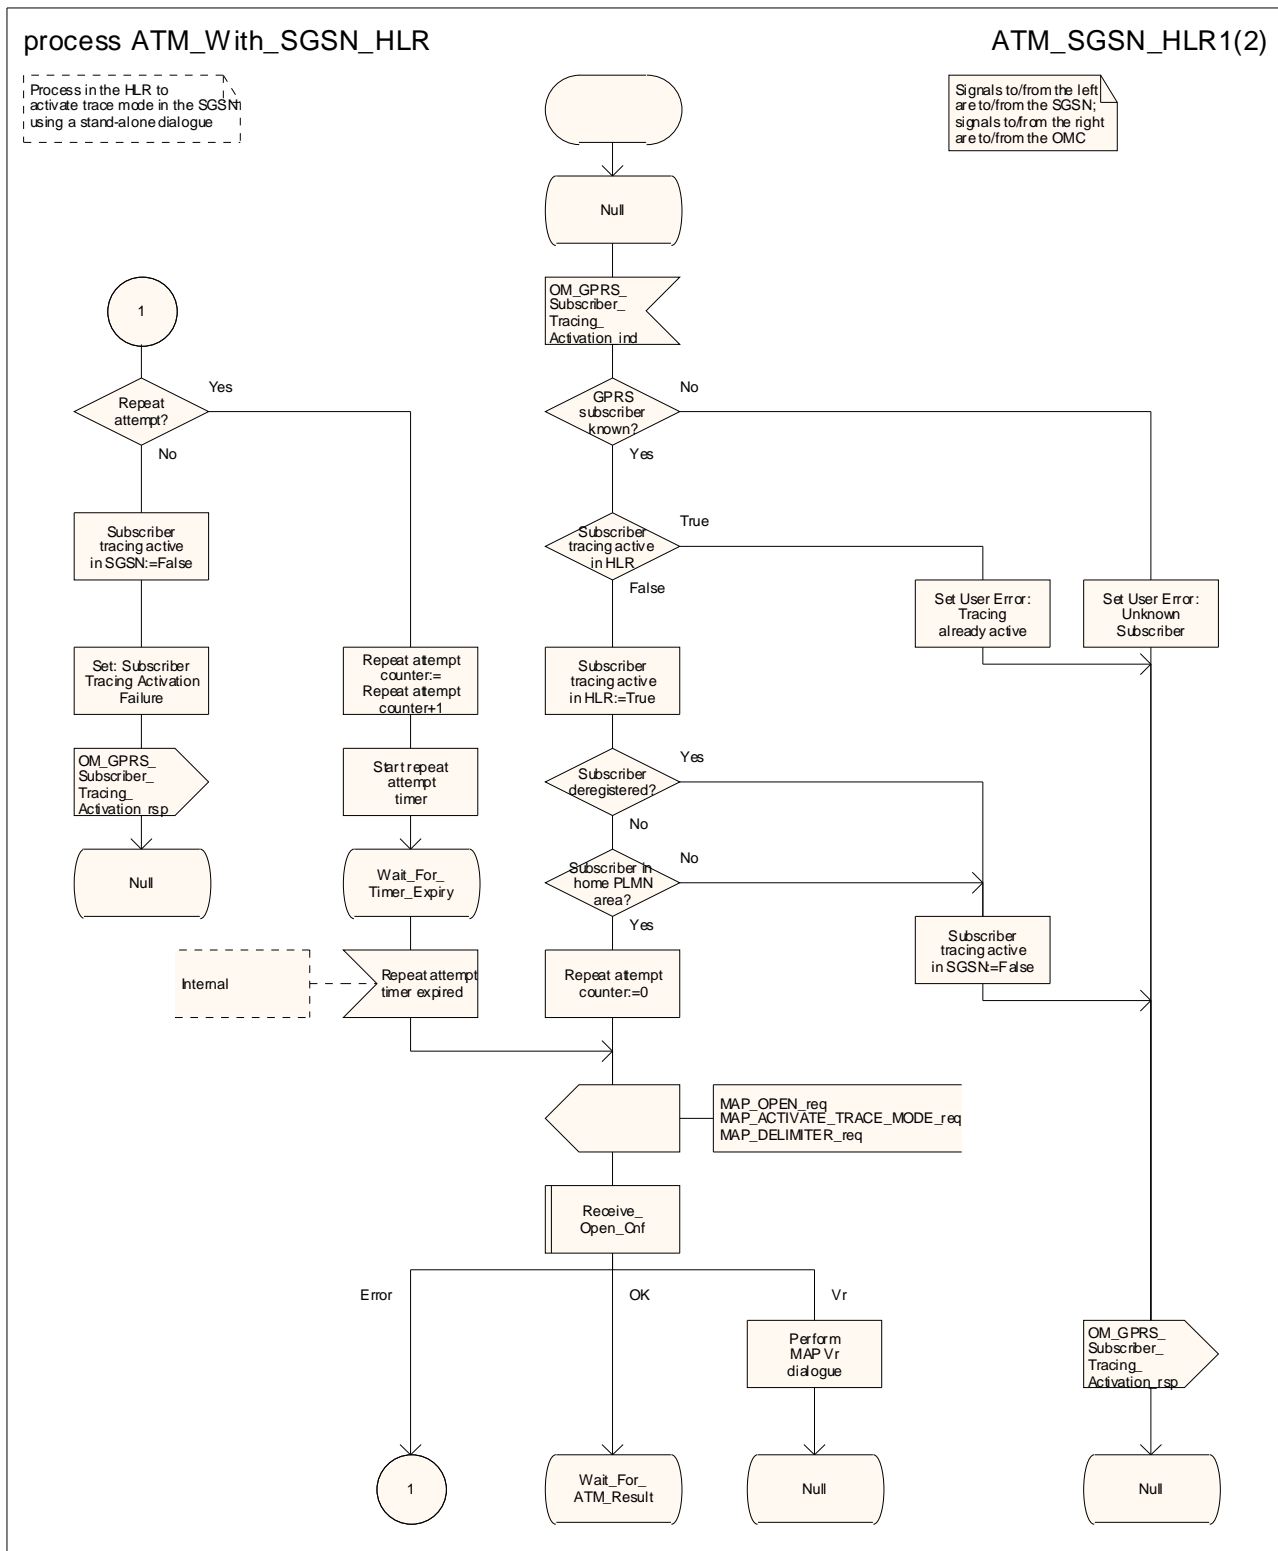 process ATM_With_SGSN_HLR
ATM_SGSN_HLR1(2)
Process in the HLR to
activate trace mode in the SGSN
using a stand-alone dialogue
Signals to/from the left
are to/from the SGSN;
signals to/from the right
are to/from the OMC
Null
OM_GPRS_
Subscriber_
Tracing_
Activation_ind
1
Yes
Repeat
attempt?
No
No
GPRS
subscriber
known?
Yes
Subscriber
tracing active
in SGSN:=False
True
Subscriber
tracing active
in HLR
False
Set User Error:
Tracing
already active
Set User Error:
Unknown
Subscriber
Set: Subscriber
Tracing Activation
Failure
Repeat attempt
counter:=
Repeat attempt
counter+1
Subscriber
tracing active
in HLR:=True
OM_GPRS_
Subscriber_
Tracing_
Activation_rsp
Start repeat
attempt
timer
Yes
Subscriber
deregistered?
No
Null
Wait_For_
Timer_Expiry
No
Subscriber in
home PLMN
area?
Yes
Subscriber
tracing active
in SGSN:=False
Internal
Repeat attempt
timer expired
Repeat attempt
counter:=0
MAP_OPEN_req
MAP_ACTIVATE_TRACE_MODE_req
MAP_DELIMITER_req
Receive_
Open_Cnf
Error
OK
Vr
Perform
MAP Vr
dialogue
OM_GPRS_
Subscriber_
Tracing_
Activation_rsp
1
Wait_For_
ATM_Result
Null
Null